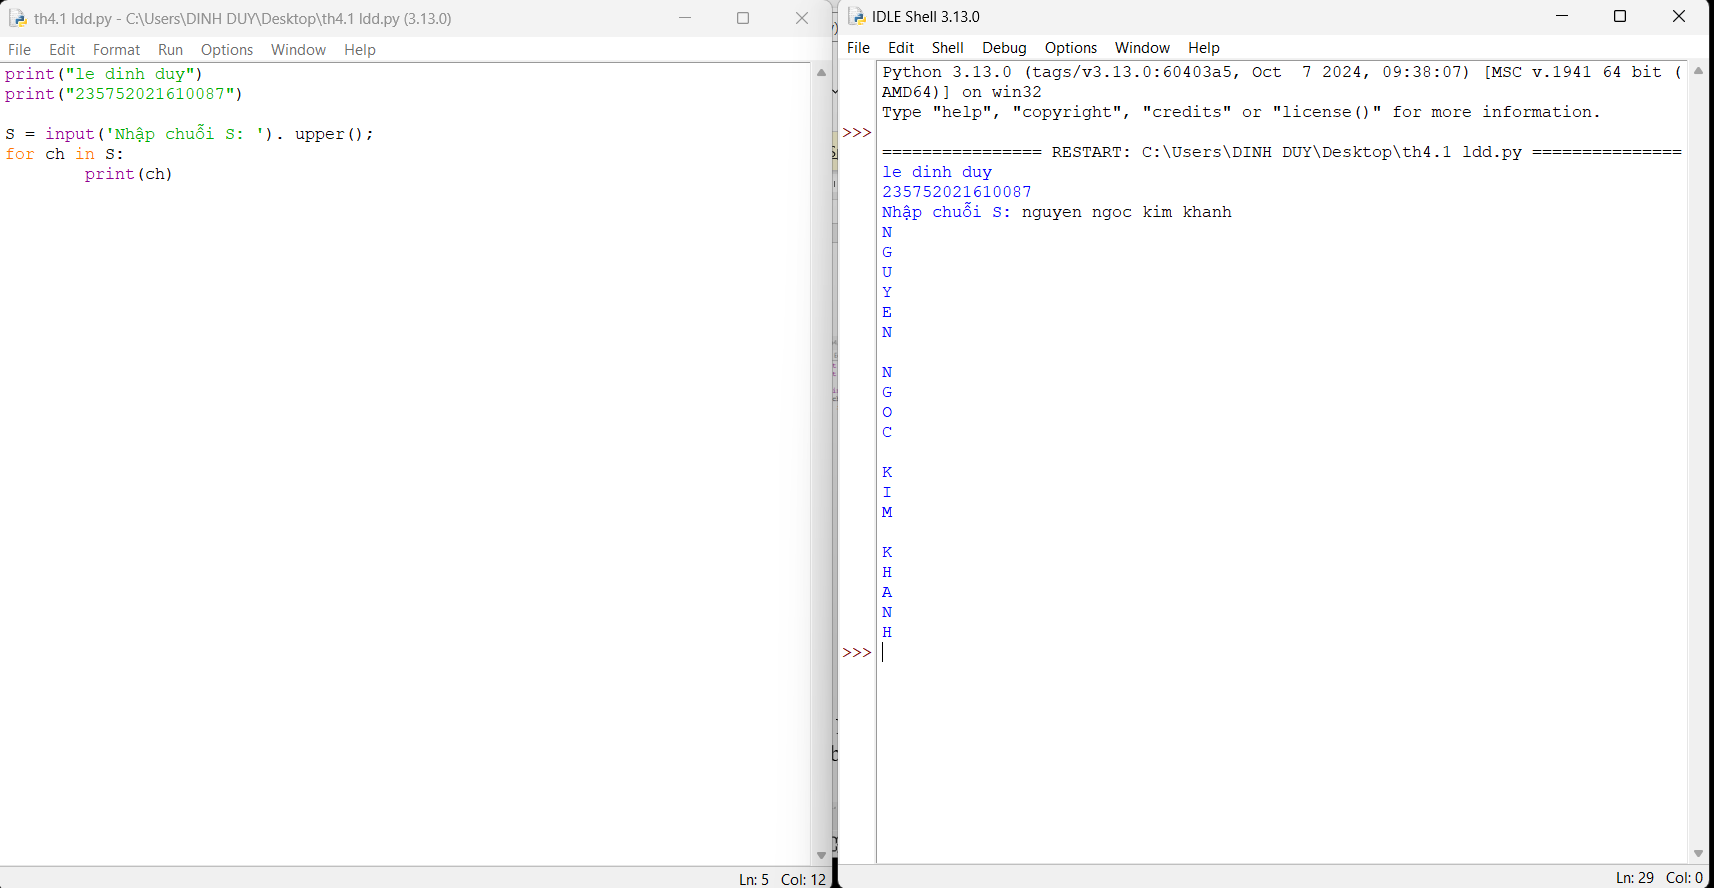 th4.1 ldd.py - C:\Users\DINH DUY\Desktop\th4.1 ldd.py (3.13.0)
File Edit Format Run Options Window Help
print("le dinh duy")
print("235752021610087")
S = input('Nhập chuỗi S: '). upper();
for ch in S:
        print(ch)
Ln: 5 Col: 12
IDLE Shell 3.13.0
File Edit Shell Debug Options Window Help
Python 3.13.0 (tags/v3.13.0:60403a5, Oct  7 2024, 09:38:07) [MSC v.1941 64 bit (
AMD64)] on win32
Type "help", "copyright", "credits" or "license()" for more information.
>>>
================ RESTART: C:\Users\DINH DUY\Desktop\th4.1 ldd.py ===============
le dinh duy
235752021610087
Nhập chuỗi S: nguyen ngoc kim khanh
N
G
U
Y
E
N
N
G
O
C
K
I
M
K
H
A
N
H
>>>
Ln: 29 Col: 0